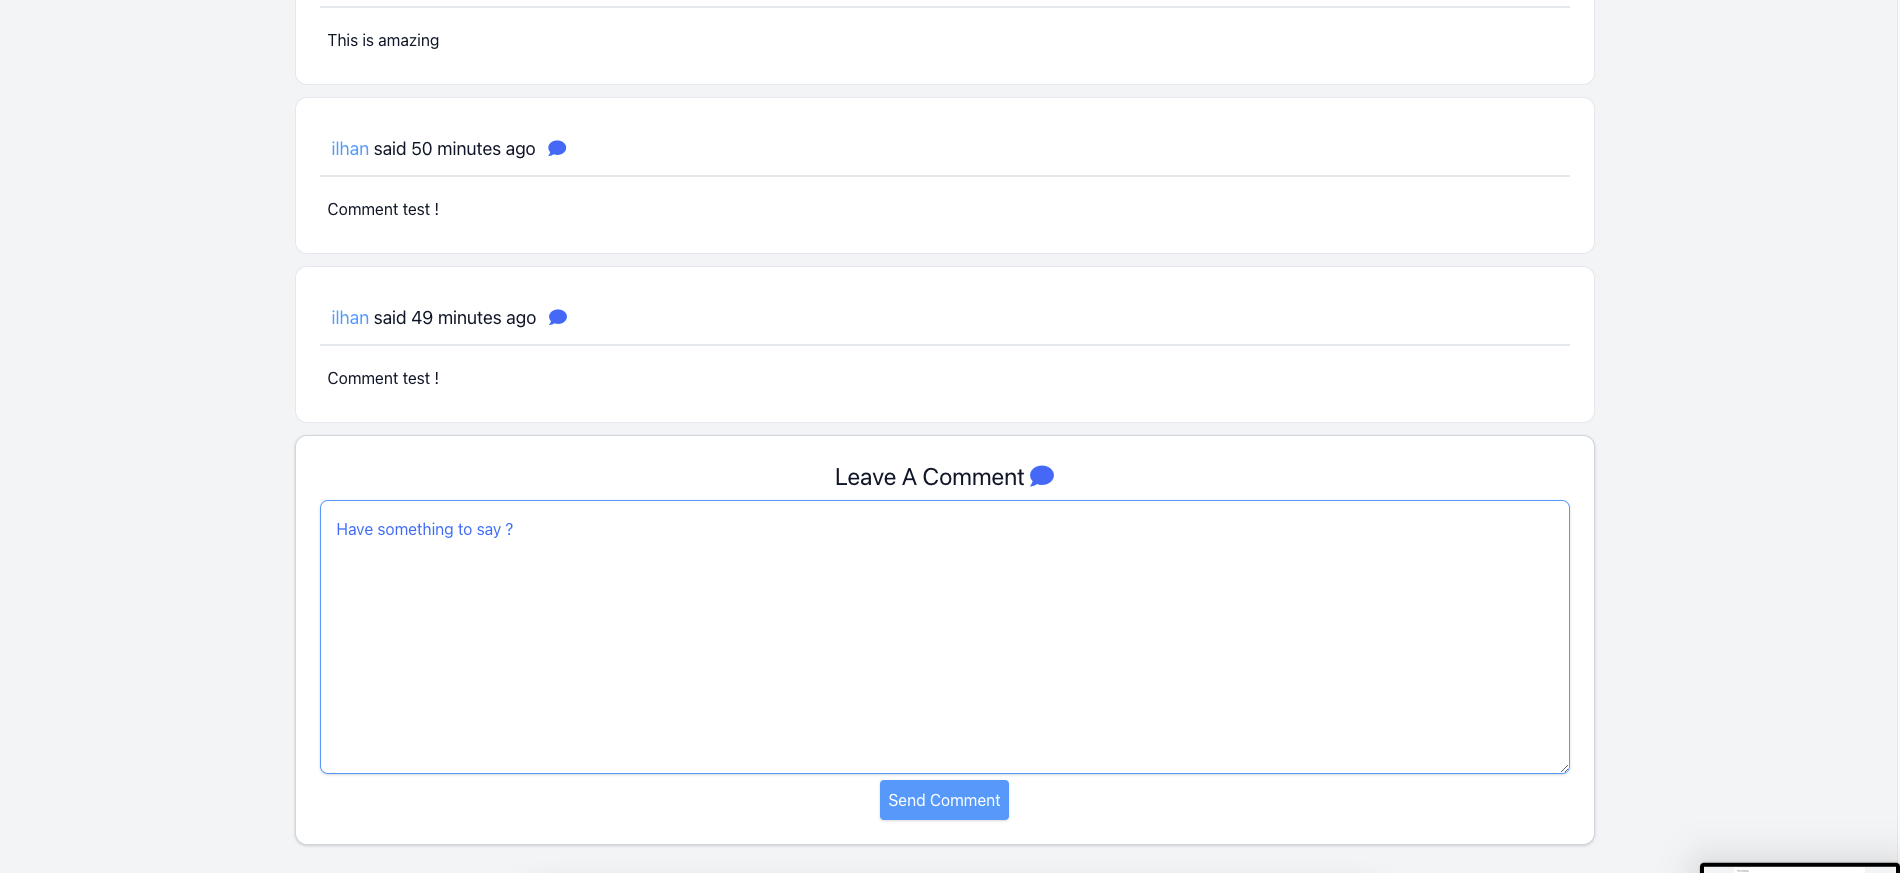 This is amazing
ilhan said 50 minutes ago
Comment test !
ilhan said 49 minutes ago
Comment test !
Leave A Comment
Have something to say ?
Send Comment